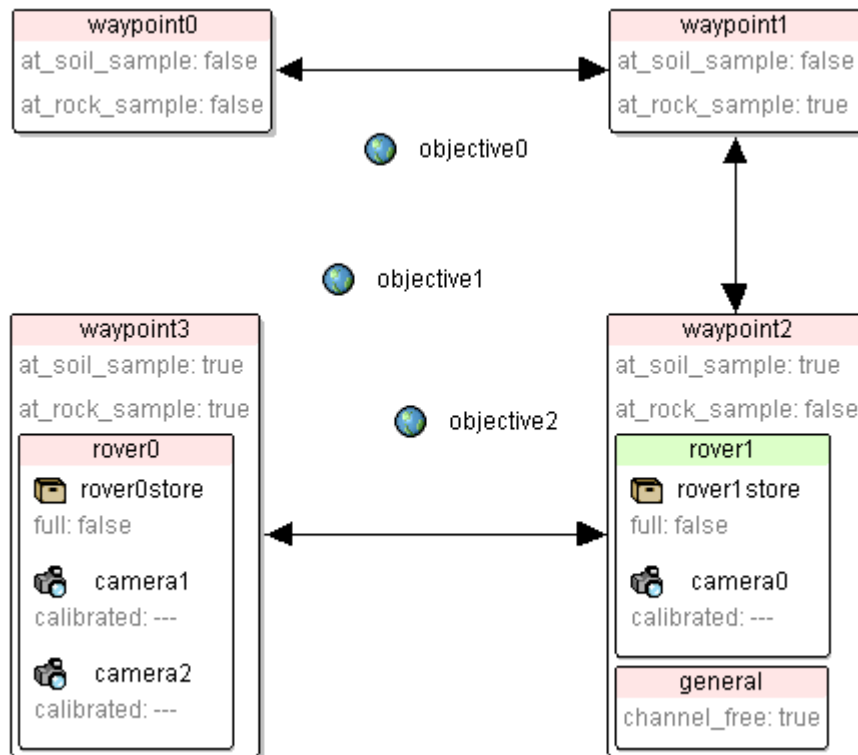 waypoint0
at_soil_sample: false
at_rock_sample: false
waypoint1
at_soil_sample: false
at_rock_sample: true
objective0
objective1
waypoint3
at_soil_sample: true
at_rock_sample: true
rover0
rover0store
full: false
camera1
calibrated: ---
camera2
calibrated: ---
objective2
waypoint2
at_soil_sample: true
at_rock_sample: false
rover1
rover1store
full: false
camera0
calibrated: ---
general
channel_free: true